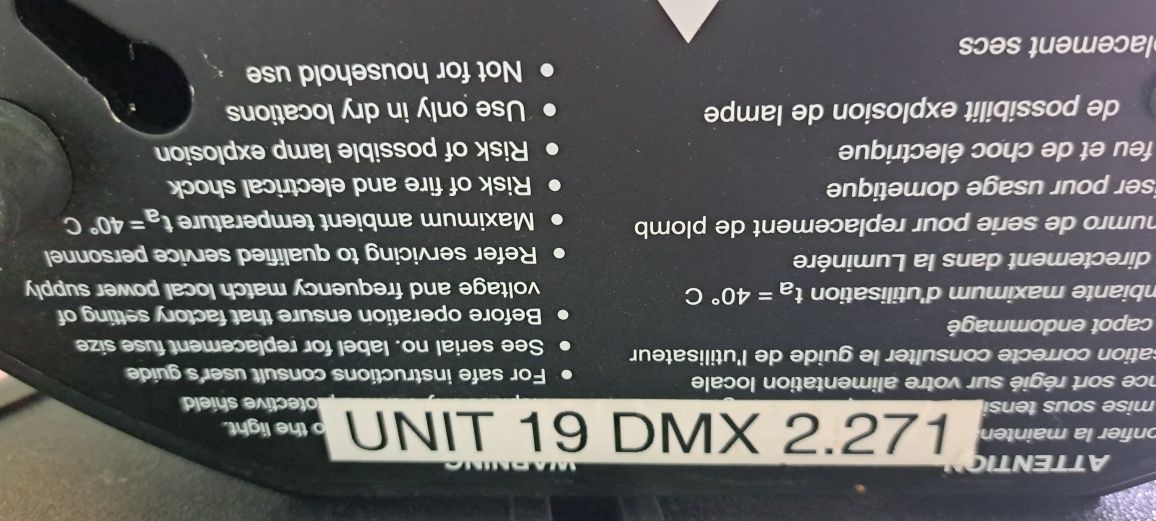 UNIT 19 DMX 2.271
WARNING
o the light.
otective shield
• For safe instructions consult user's guide
• See serial no. label for replacement fuse size
• Before operation ensure that factory setting of
voltage and frequency match local power supply
• Refer servicing to qualified service personnel
• Maximum ambient temperature ta = 40° C
• Risk of fire and electrical shock
• Risk of possible lamp explosion
• Use only in dry locations
• Not for household use
ATTENTION
onfier la mainten
mise sous tensi
nce sort régié sur votre alimentation locale
sation correcte consulter le guide de l'utilisateur
capot endommagé
mbiante maximum d'utilisation ta = 40° C
directement dans la Luminére
numro de serie pour replacement de plomb
iser pour usage dometique
feu et de choc électrique
de possibilit explosion de lampe
placement secs